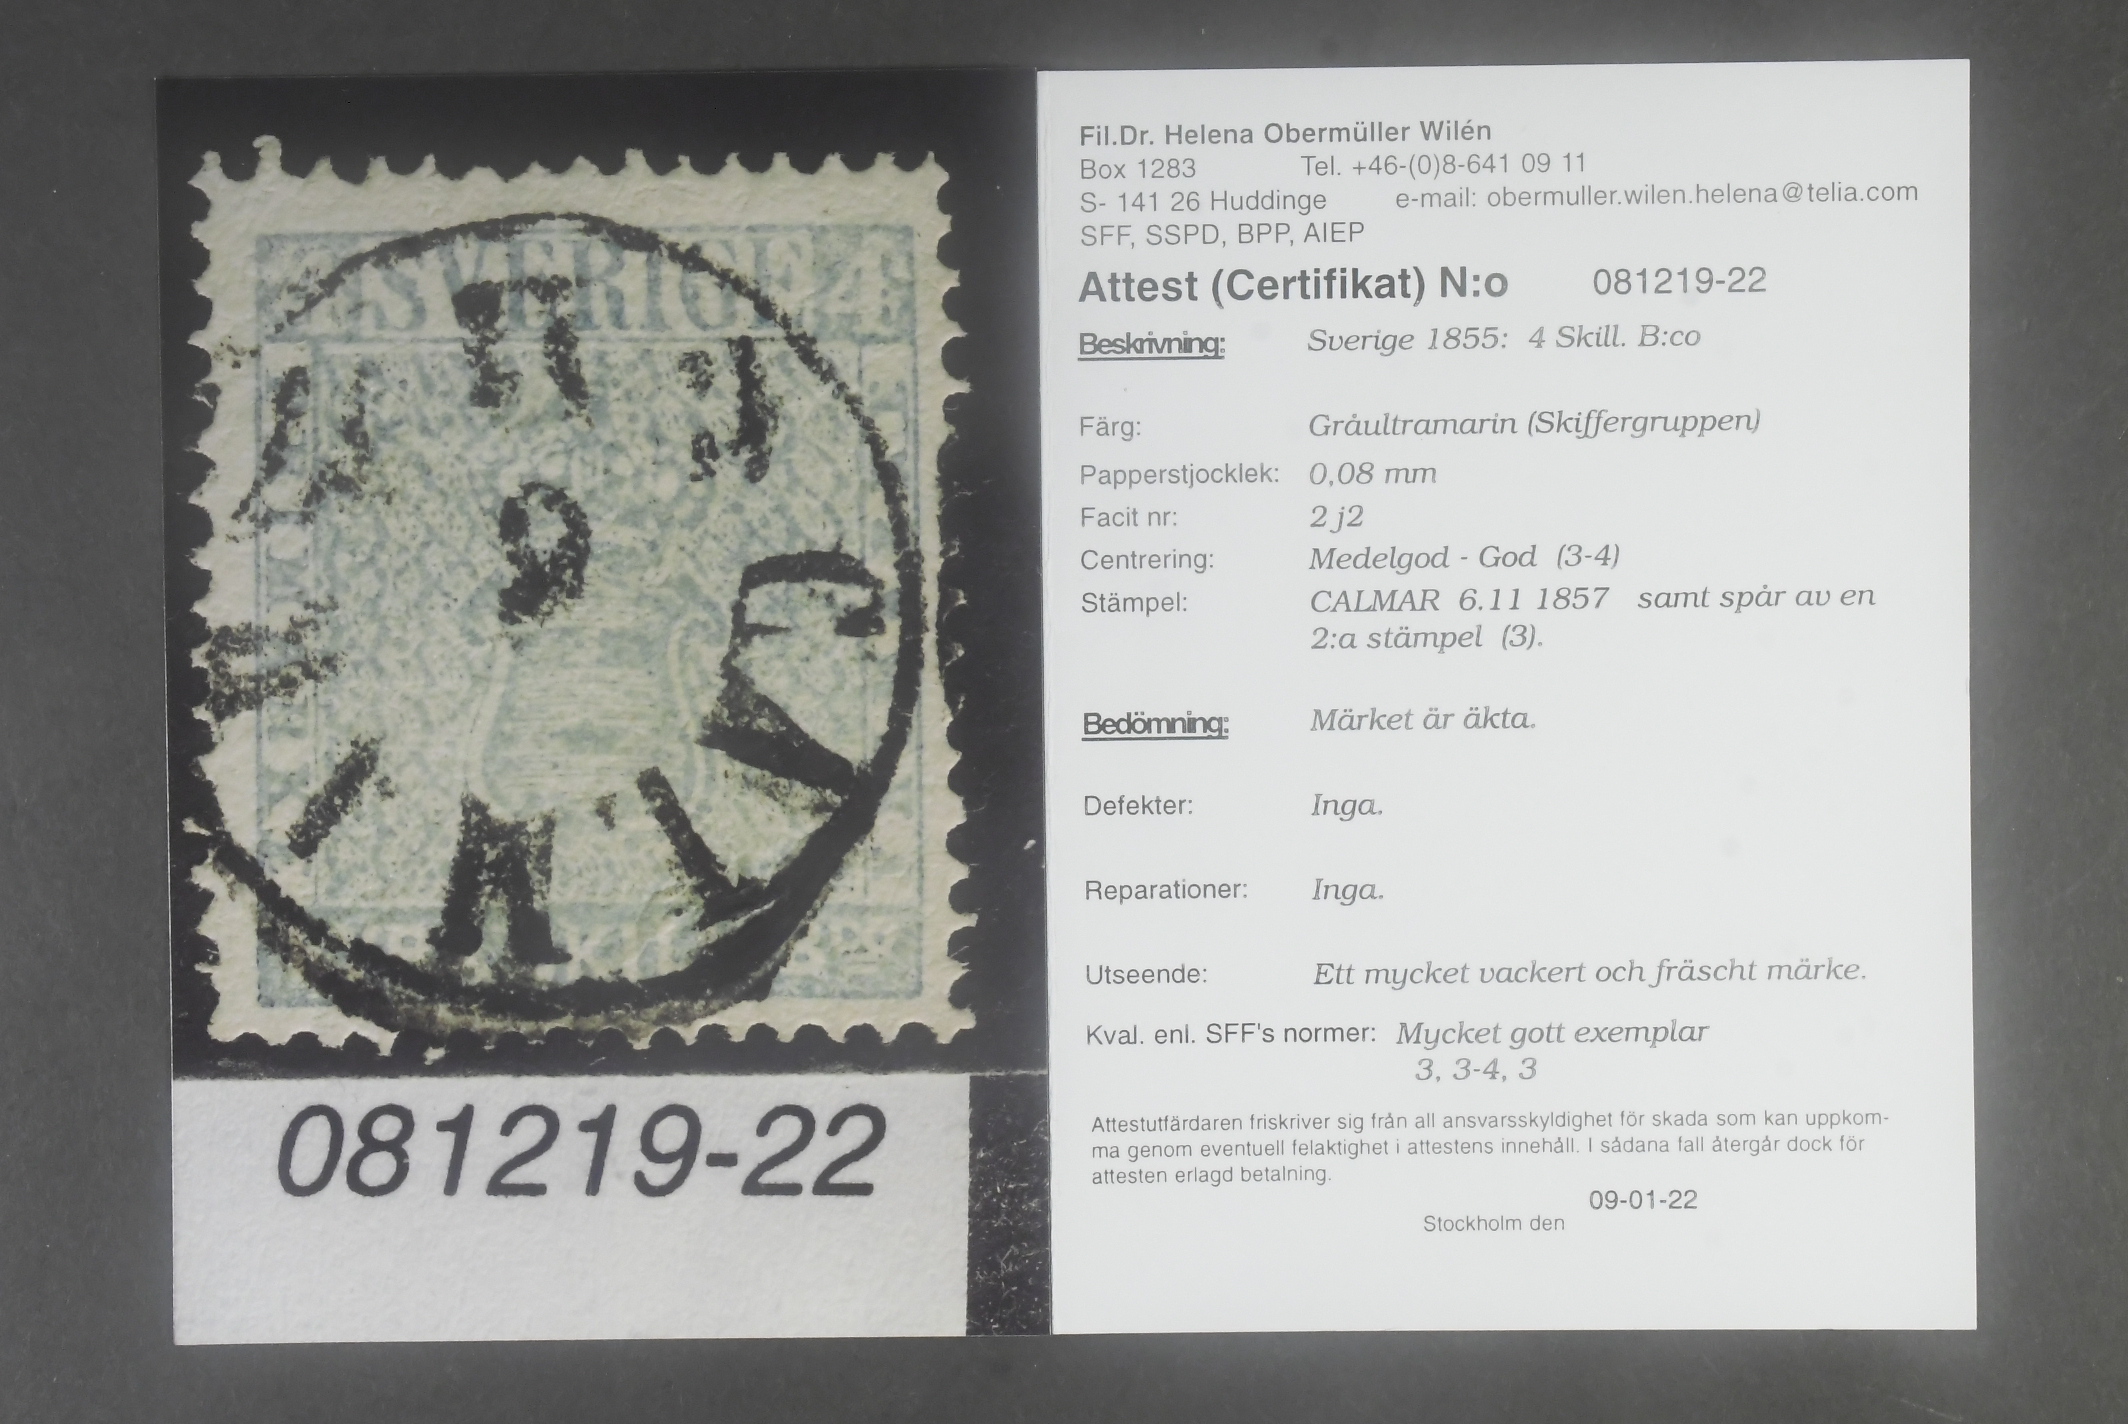 4 SVERIGE 4
081219-22
Fil.Dr. Helena Obermüller Wilén
Box 1283 Tel. +46-(0)8-641 09 11
S- 141 26 Huddinge e-mail: obermuller.wilen.helena@telia.com
SFF, SSPD, BPP, AIEP
Attest (Certifikat) N:o 081219-22
Beskrivning: Sverige 1855: 4 Skill. B:co
Färg: Gråultramarin (Skiffergruppen)
Papperstjocklek: 0,08 mm
Facit nr: 2 j2
Centrering: Medelgod - God (3-4)
Stämpel: CALMAR 6.11 1857 samt spår av en
2:a stämpel (3).
Bedömning: Märket är äkta.
Defekter: Inga.
Reparationer: Inga.
Utseende: Ett mycket vackert och fräscht märke.
Kval. enl. SFF's normer: Mycket gott exemplar
3, 3-4, 3
Attestutfärdaren friskriver sig från all ansvarsskyldighet för skada som kan uppkom-
ma genom eventuell felaktighet i attestens innehåll. I sådana fall återgår dock för
attesten erlagd betalning.
09-01-22
Stockholm den